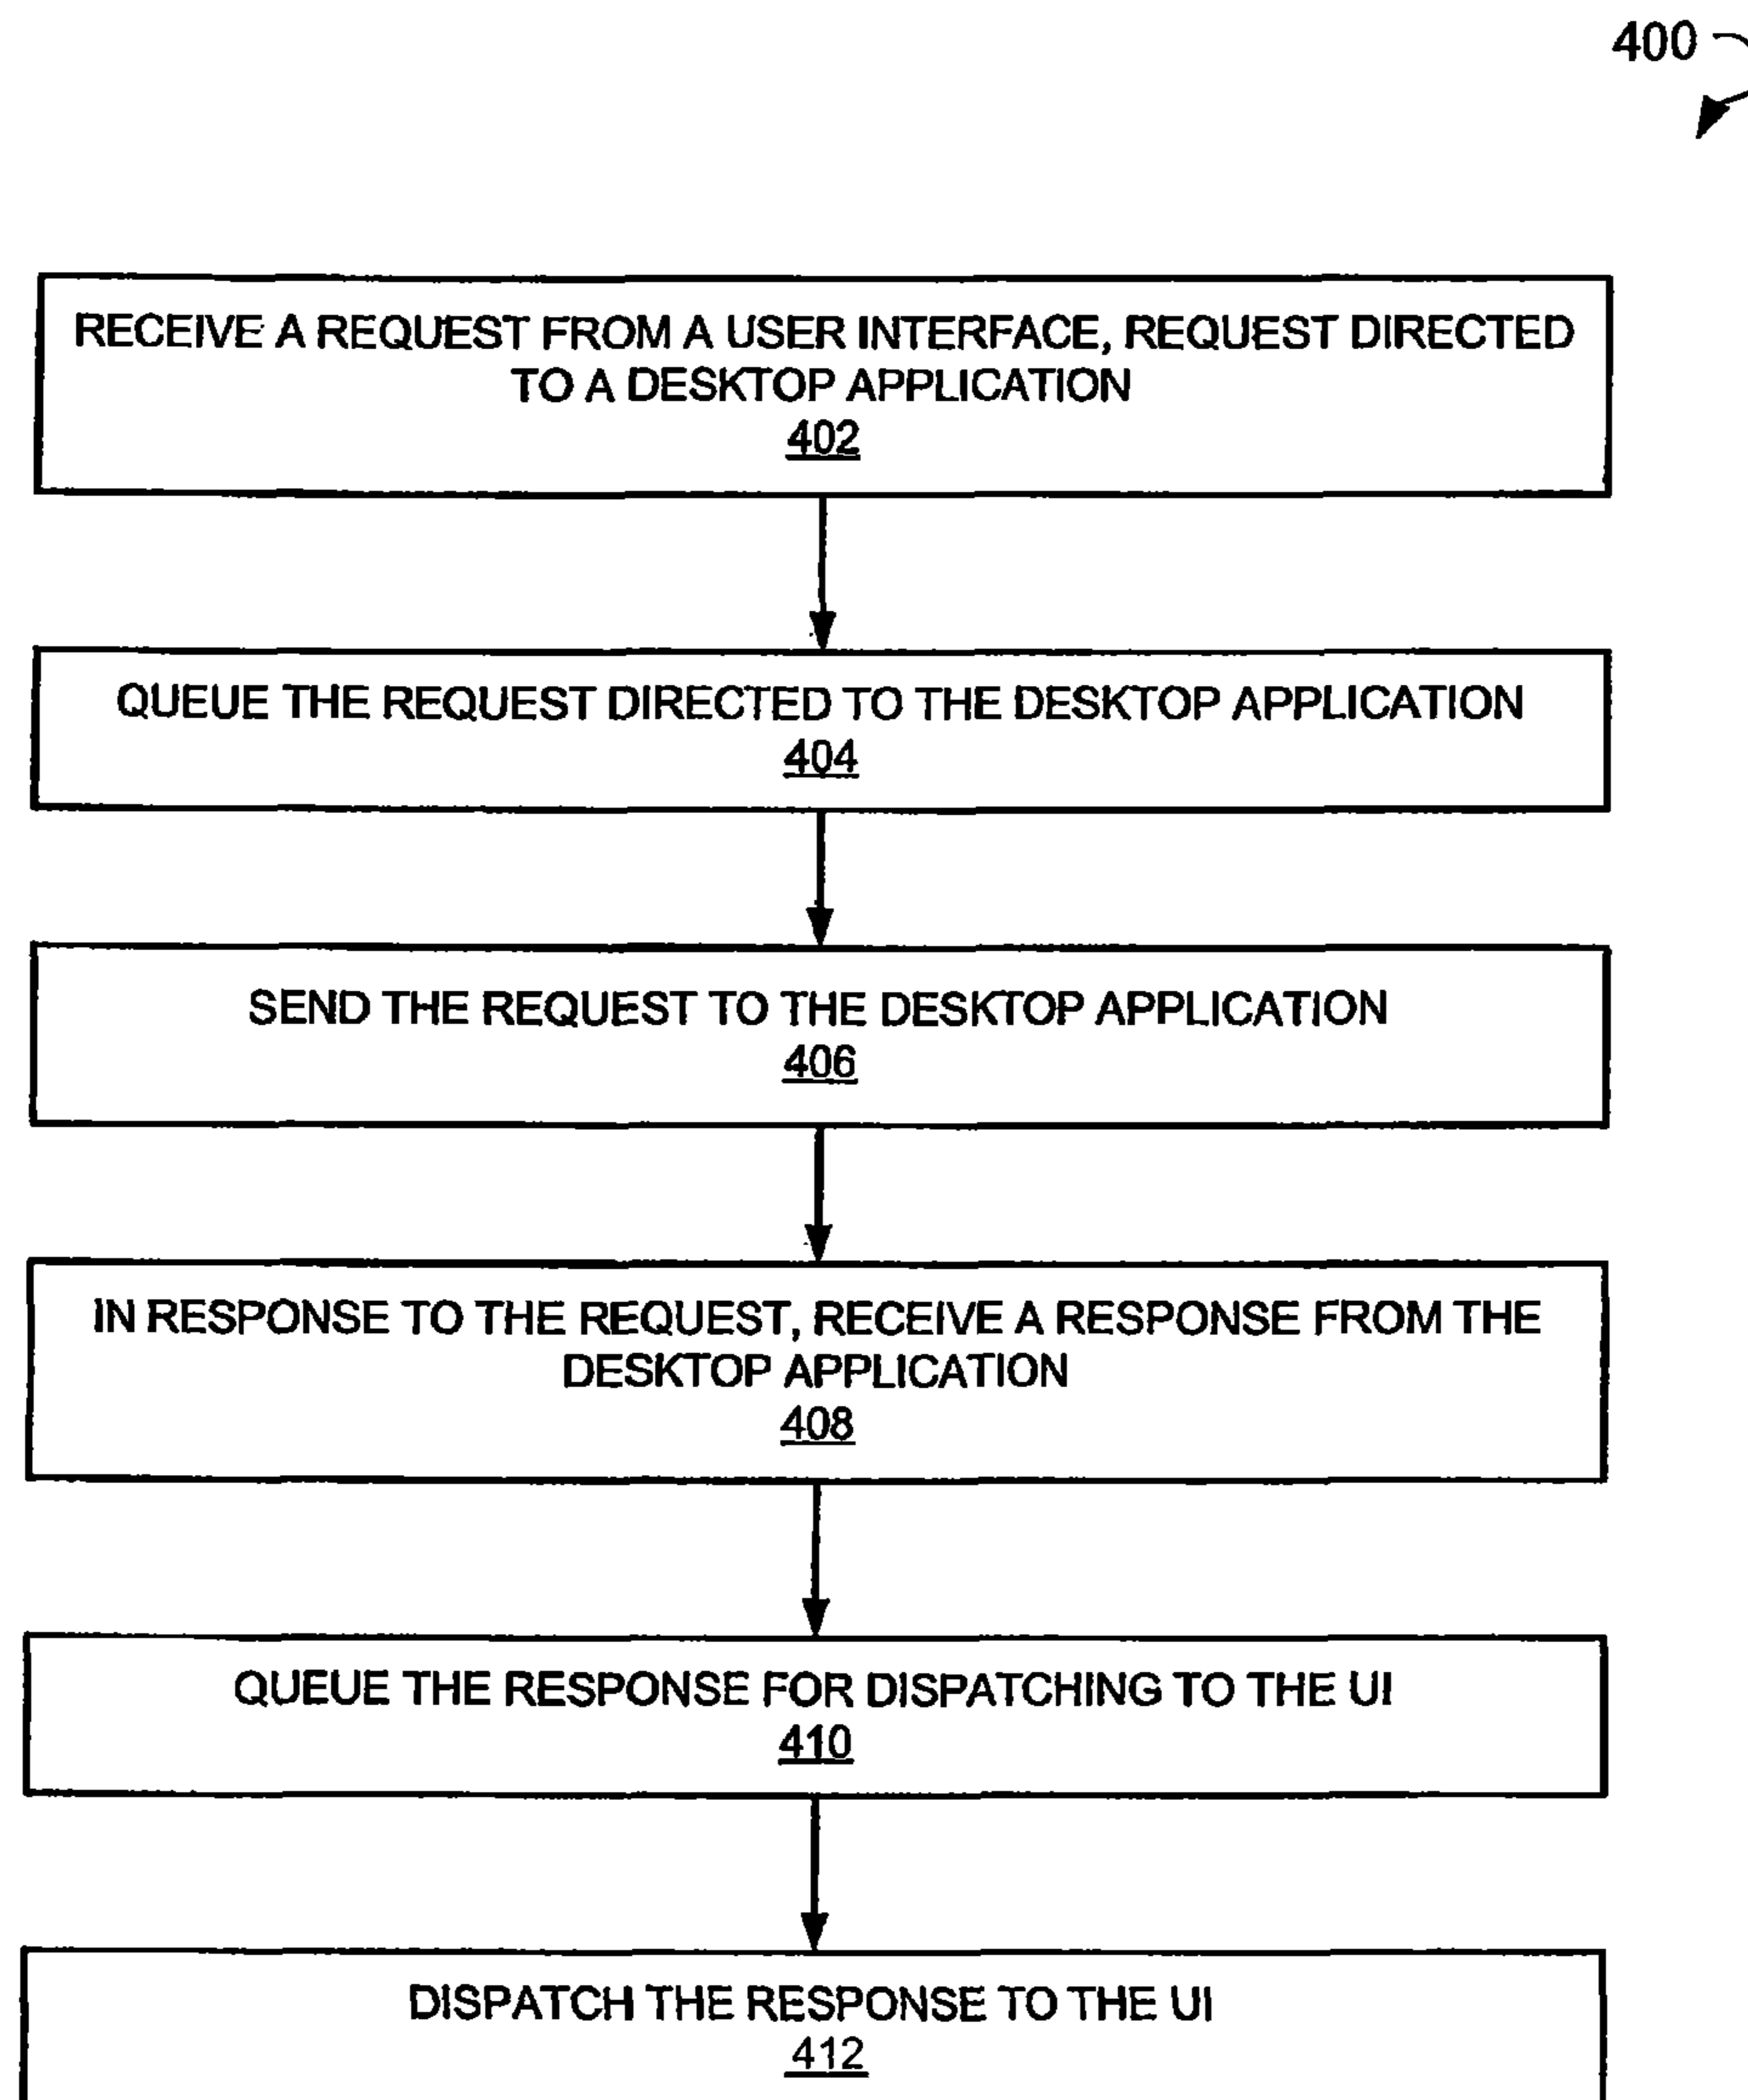 400
RECEIVE A REQUEST FROM A USER INTERFACE, REQUEST DIRECTED
TO A DESKTOP APPLICATION
402
QUEUE THE REQUEST DIRECTED TO THE DESKTOP APPLICATION
404
SEND THE REQUEST TO THE DESKTOP APPLICATION
406
IN RESPONSE TO THE REQUEST, RECEIVE A RESPONSE FROM THE
DESKTOP APPLICATION
408
QUEUE THE RESPONSE FOR DISPATCHING TO THE UI
410
DISPATCH THE RESPONSE TO THE UI
412